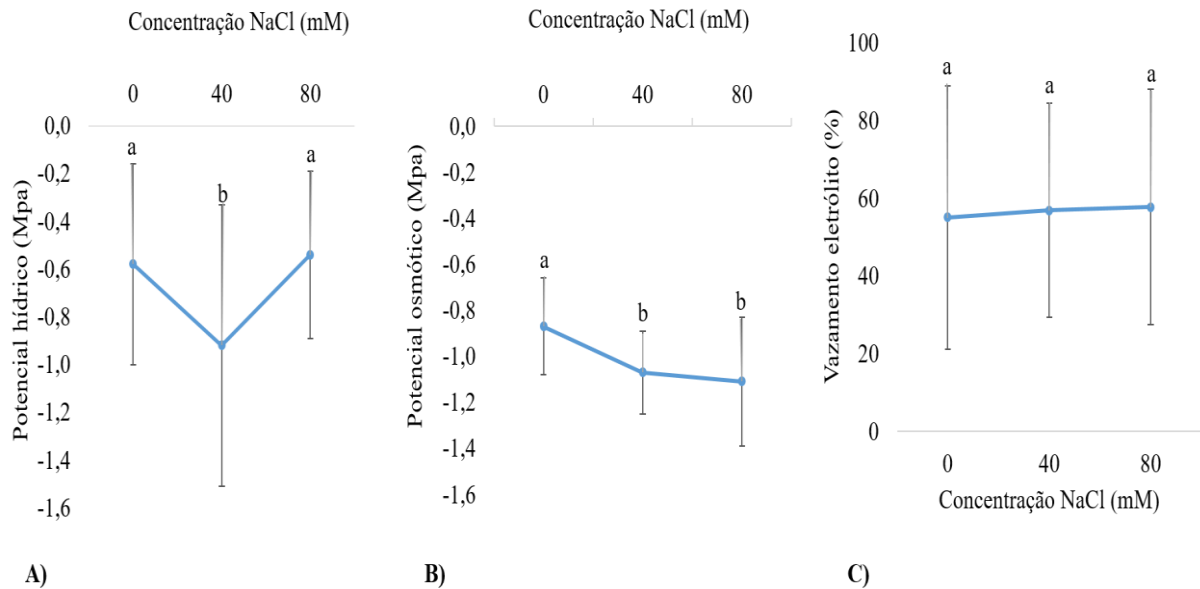 Concentração NaCl (mM)
0 40 80
0,0
-0,2
-0,4
-0,6
-0,8
-1,0
-1,2
-1,4
-1,6
Potencial hídrico (Mpa)
a
b
a
A)
Concentração NaCl (mM)
0 40 80
0,0
-0,2
-0,4
-0,6
-0,8
-1,0
-1,2
-1,4
-1,6
Potencial osmótico (Mpa)
a
b
b
B)
100
80
60
40
20
0
Vazamento eletrólito (%)
a
a
a
0 40 80
Concentração NaCl (mM)
C)